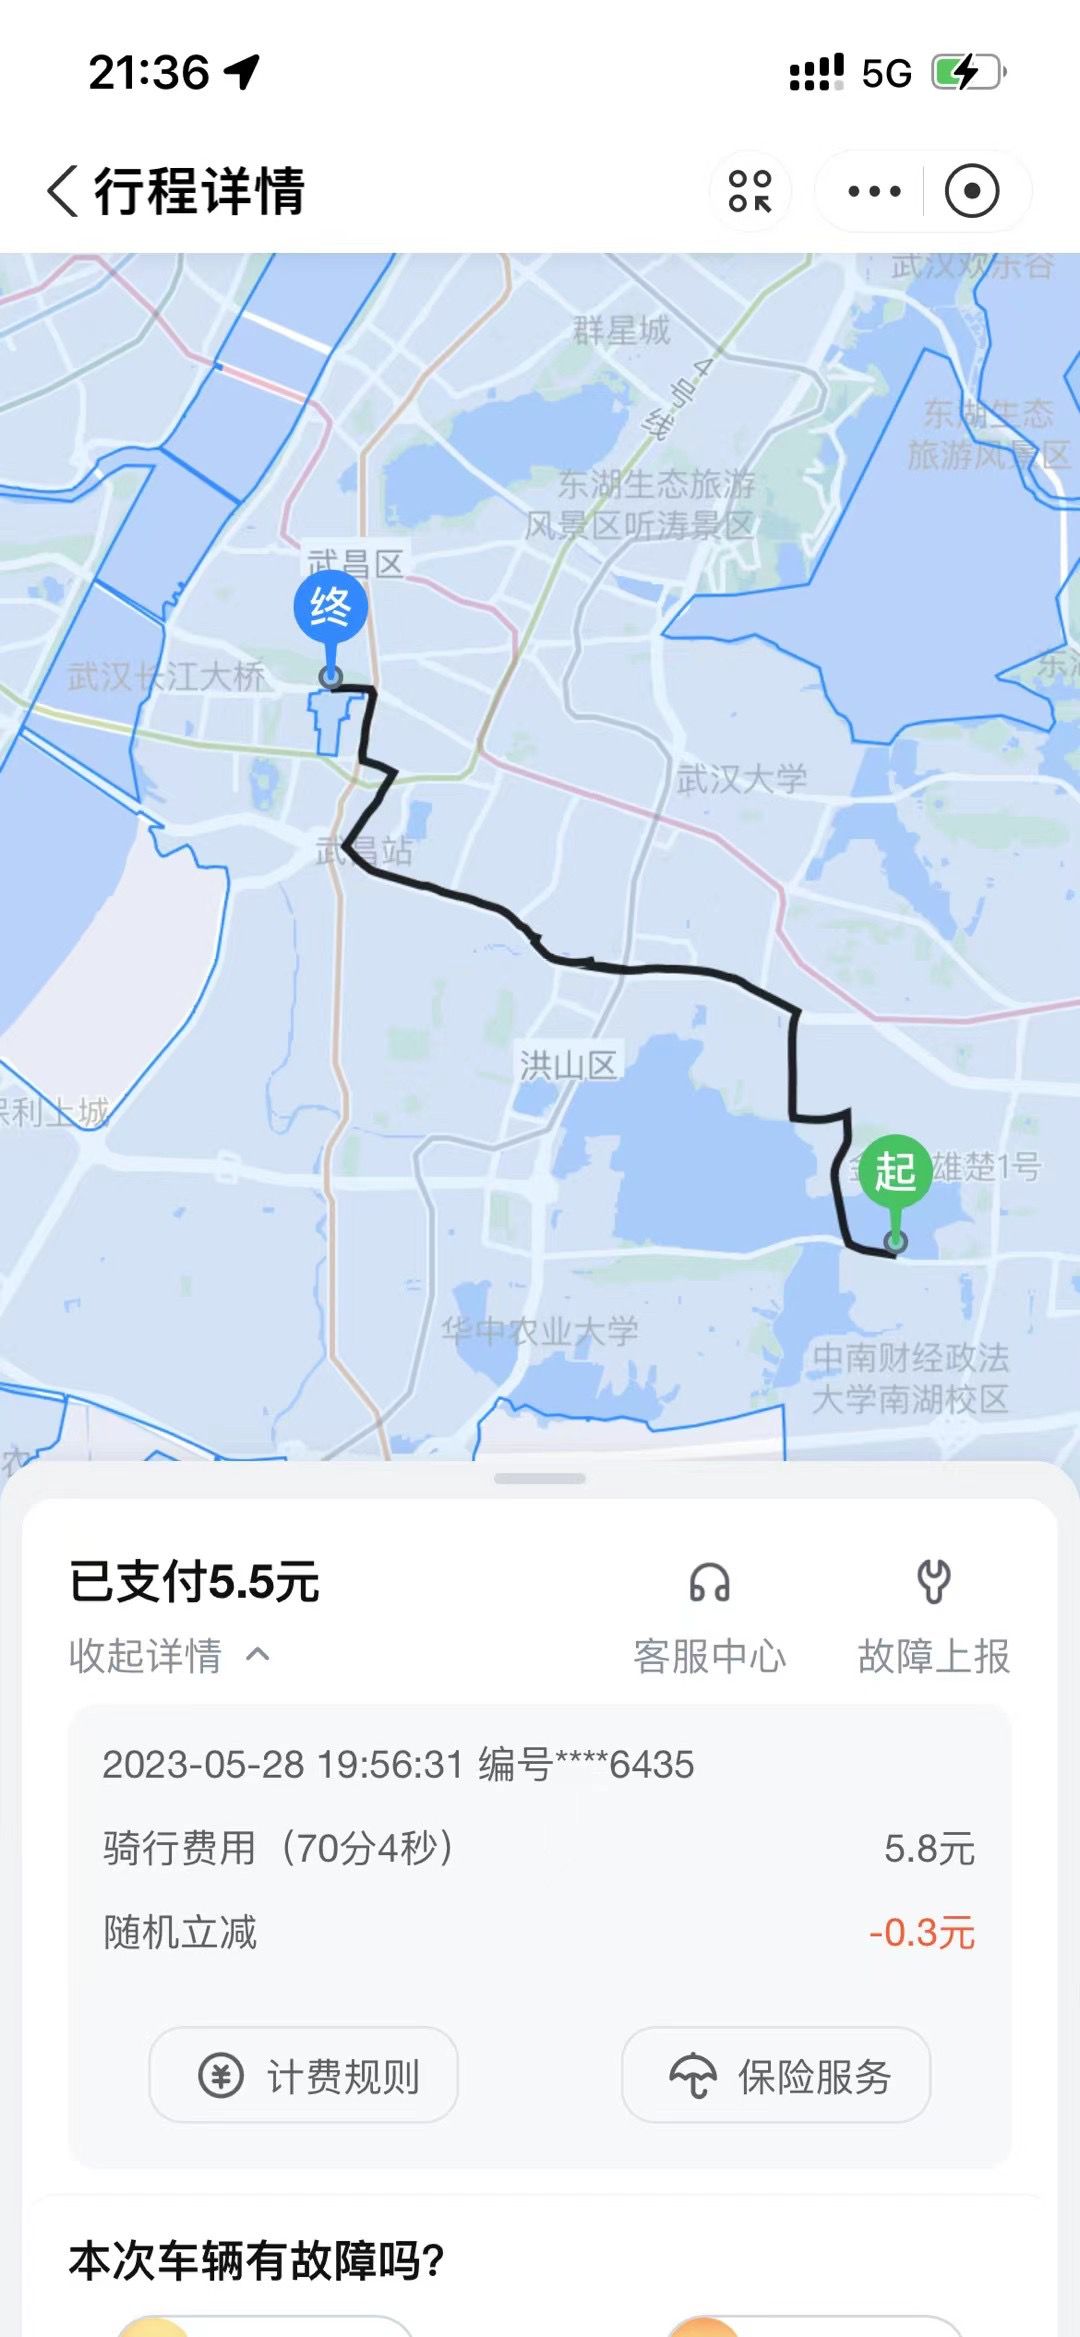 21:36
5G
行程详情
武汉欢乐谷
群星城
4号线
东湖生态
旅游风景区
东湖生态旅游
风景区听涛景区
武昌区
终
武汉长江大桥
东湖
武汉大学
武昌站
洪山区
保利上城
起
雄楚1号
华中农业大学
中南财经政法
大学南湖校区
农
已支付5.5元
收起详情
客服中心
故障上报
2023-05-28 19:56:31 编号****6435
骑行费用（70分4秒）
5.8元
随机立减
-0.3元
计费规则
保险服务
本次车辆有故障吗?